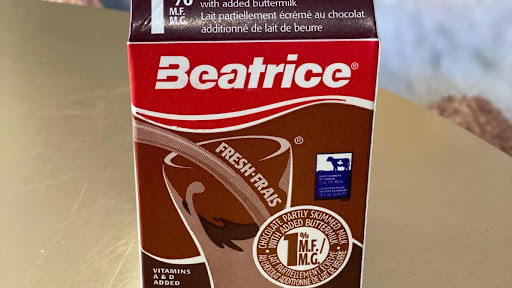 1%
M.F.
M.G.
with added buttermilk
Lait partiellement écrémé au chocolat
additionné de lait de beurre
Beatrice®
FRESH·FRAIS
®
CHOCOLATE PARTLY SKIMMED MILK
WITH ADDED BUTTERMILK
1%
M.F./
M.G.
LAIT PARTIELLEMENT ÉCRÉMÉ
AU CHOCOLAT ADDITIONNÉ DE LAIT DE BEURRE
VITAMINS
A & D
ADDED